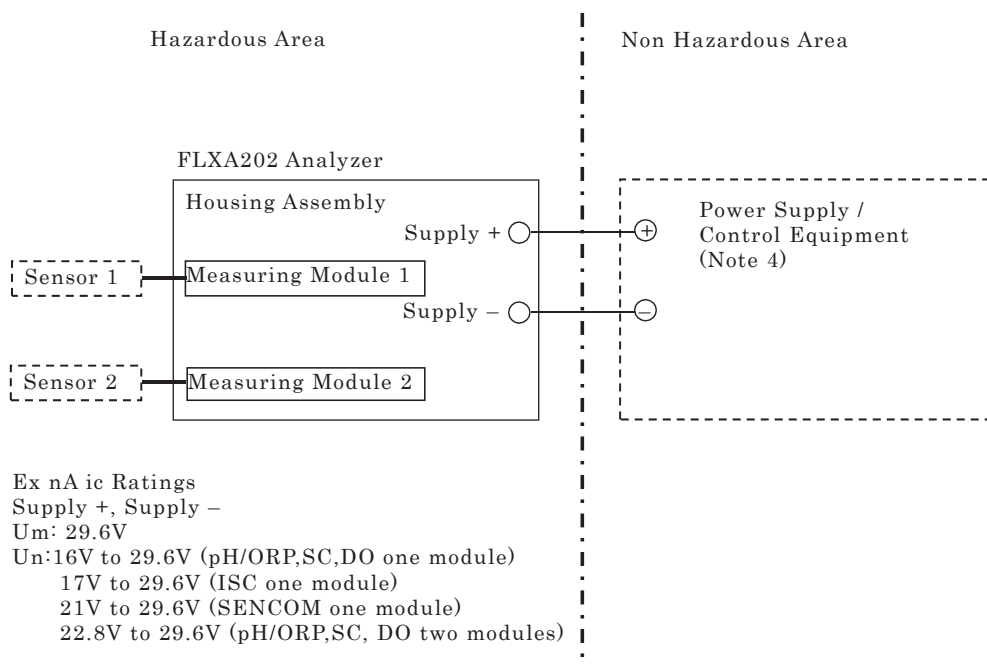 Hazardous Area
Non Hazardous Area
FLXA202 Analyzer
Housing Assembly
Supply +
+
Power Supply /
Control Equipment
(Note 4)
Sensor 1
Measuring Module 1
Supply –
–
Sensor 2
Measuring Module 2
Ex nA ic Ratings
Supply +, Supply –
Um: 29.6V
Un:16V to 29.6V (pH/ORP,SC,DO one module)
17V to 29.6V (ISC one module)
21V to 29.6V (SENCOM one module)
22.8V to 29.6V (pH/ORP,SC, DO two modules)